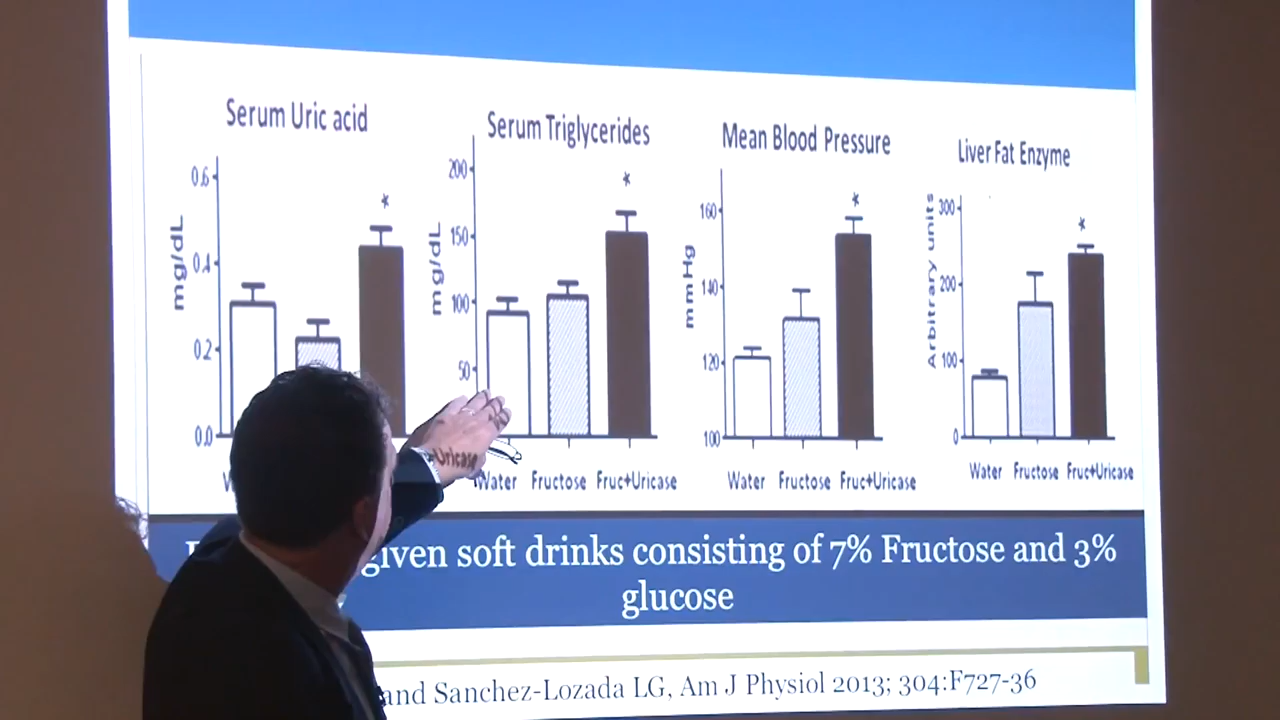 Serum Uric acid
Serum Triglycerides
Mean Blood Pressure
Liver Fat Enzyme
mg/dL
0.6
0.4
0.2
0.0
*
mg/dL
200
150
100
50
*
mmHg
160
140
120
100
*
Arbitrary units
300
200
100
0
*
W
Uricase
Water Fructose Fruc+Uricase
Water Fructose Fruc+Uricase
Water Fructose Fruc+Uricase
given soft drinks consisting of 7% Fructose and 3%
glucose
and Sanchez-Lozada LG, Am J Physiol 2013; 304:F727-36